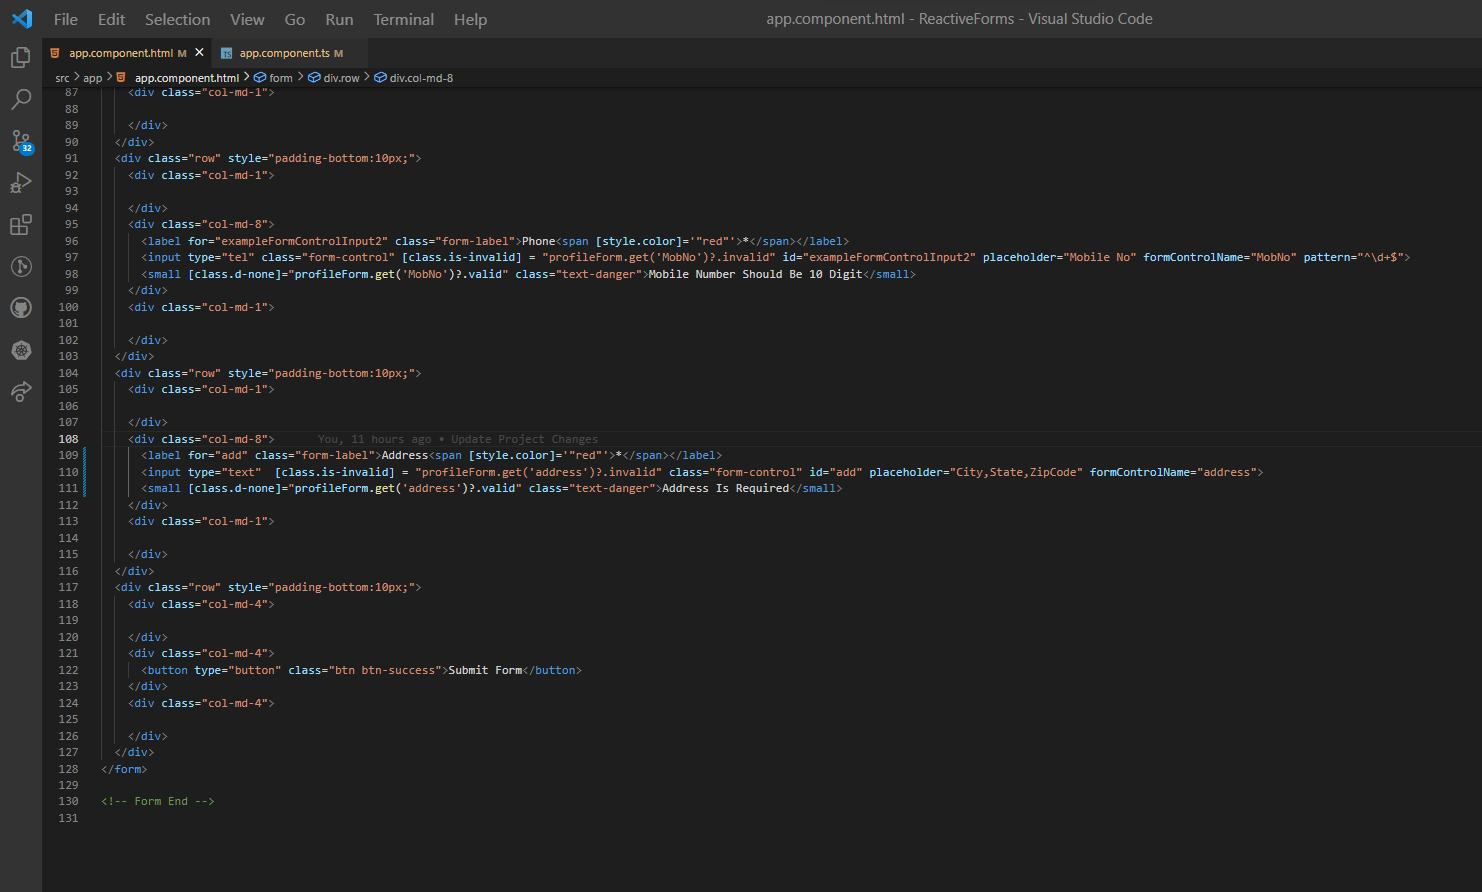 File Edit Selection View Go Run Terminal Help
app.component.html - ReactiveForms - Visual Studio Code
app.component.html M × TS app.component.ts M
src > app > app.component.html > form > div.row > div.col-md-8
32
87 <div class="col-md-1">
88
89 </div>
90 </div>
91 <div class="row" style="padding-bottom:10px;">
92 <div class="col-md-1">
93
94 </div>
95 <div class="col-md-8">
96 <label for="exampleFormControlInput2" class="form-label">Phone<span [style.color]='"red"'>*</span></label>
97 <input type="tel" class="form-control" [class.is-invalid] = "profileForm.get('MobNo')?.invalid" id="exampleFormControlInput2" placeholder="Mobile No" formControlName="MobNo" pattern="^\d+$">
98 <small [class.d-none]="profileForm.get('MobNo')?.valid" class="text-danger">Mobile Number Should Be 10 Digit</small>
99 </div>
100 <div class="col-md-1">
101
102 </div>
103 </div>
104 <div class="row" style="padding-bottom:10px;">
105 <div class="col-md-1">
106
107 </div>
108 <div class="col-md-8"> You, 11 hours ago • Update Project Changes
109 <label for="add" class="form-label">Address<span [style.color]='"red"'>*</span></label>
110 <input type="text"  [class.is-invalid] = "profileForm.get('address')?.invalid" class="form-control" id="add" placeholder="City,State,ZipCode" formControlName="address">
111 <small [class.d-none]="profileForm.get('address')?.valid" class="text-danger">Address Is Required</small>
112 </div>
113 <div class="col-md-1">
114
115 </div>
116 </div>
117 <div class="row" style="padding-bottom:10px;">
118 <div class="col-md-4">
119
120 </div>
121 <div class="col-md-4">
122 <button type="button" class="btn btn-success">Submit Form</button>
123 </div>
124 <div class="col-md-4">
125
126 </div>
127 </div>
128 </form>
129
130 <!-- Form End -->
131